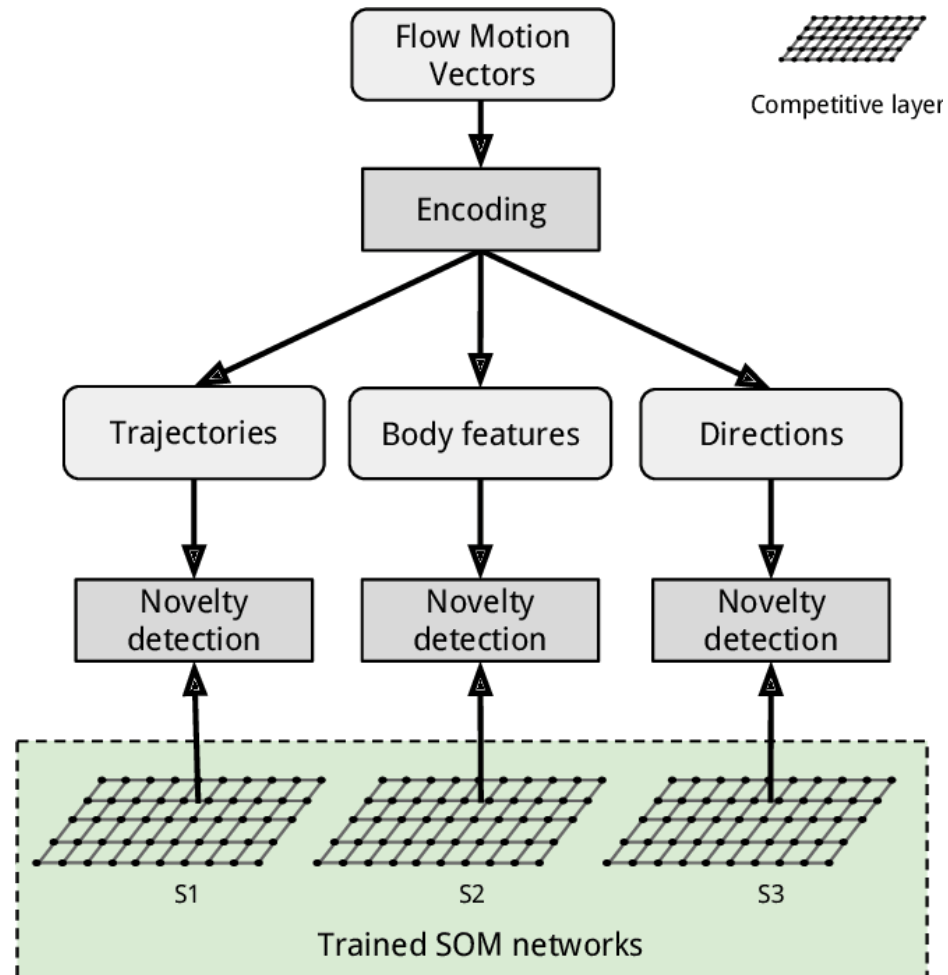 Flow Motion
Vectors
Competitive layer
Encoding
Trajectories
Body features
Directions
Novelty
detection
Novelty
detection
Novelty
detection
S1
S2
S3
Trained SOM networks